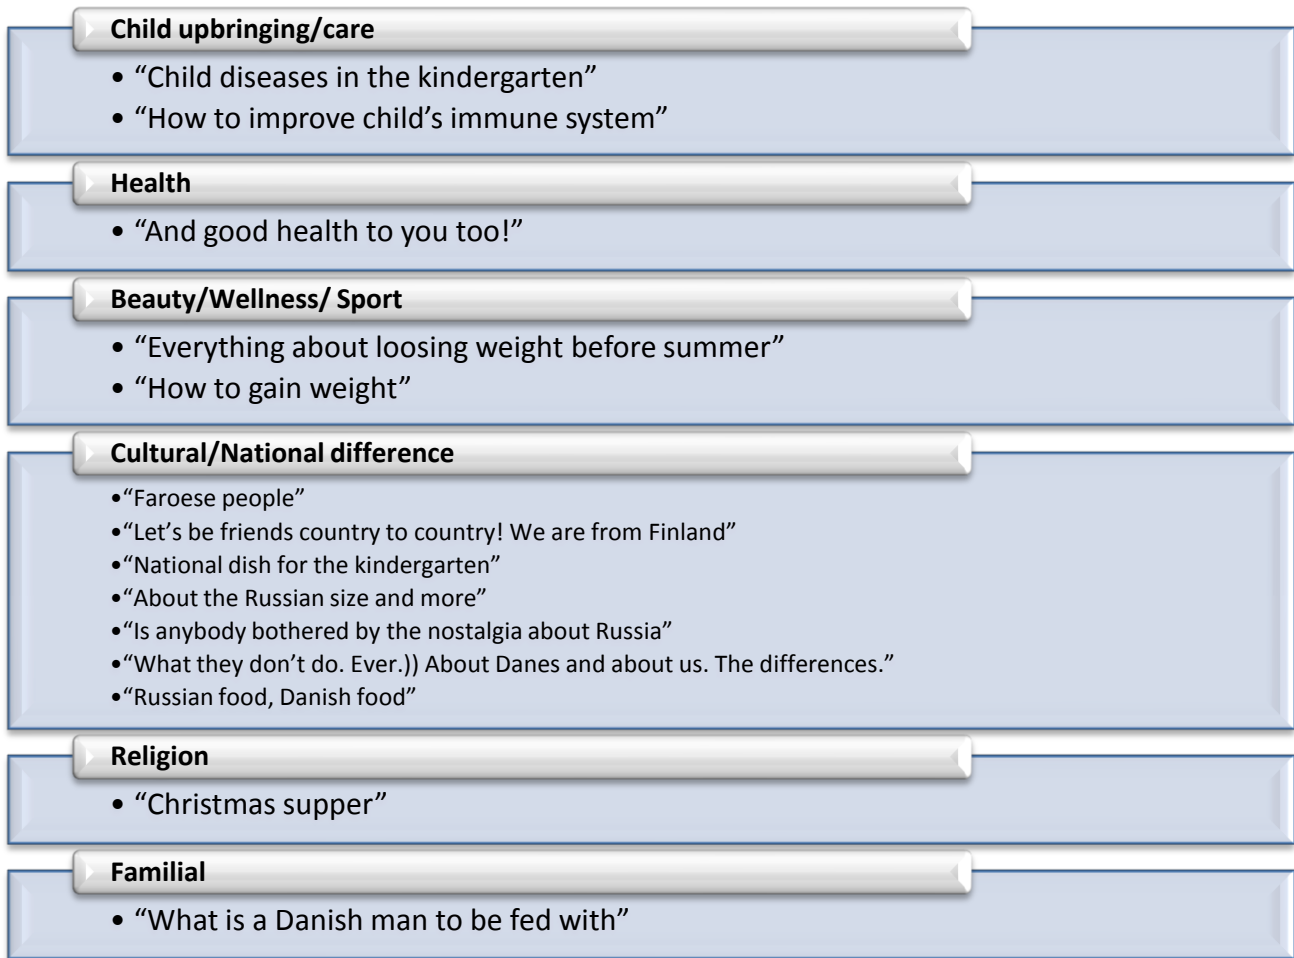 Child upbringing/care
• “Child diseases in the kindergarten”
• “How to improve child’s immune system”
Health
• “And good health to you too!”
Beauty/Wellness/ Sport
• “Everything about loosing weight before summer”
• “How to gain weight”
Cultural/National difference
•“Faroese people”
•“Let’s be friends country to country! We are from Finland”
•“National dish for the kindergarten”
•“About the Russian size and more”
•“Is anybody bothered by the nostalgia about Russia”
•“What they don’t do. Ever.)) About Danes and about us. The differences.”
•“Russian food, Danish food”
Religion
• “Christmas supper”
Familial
• “What is a Danish man to be fed with”